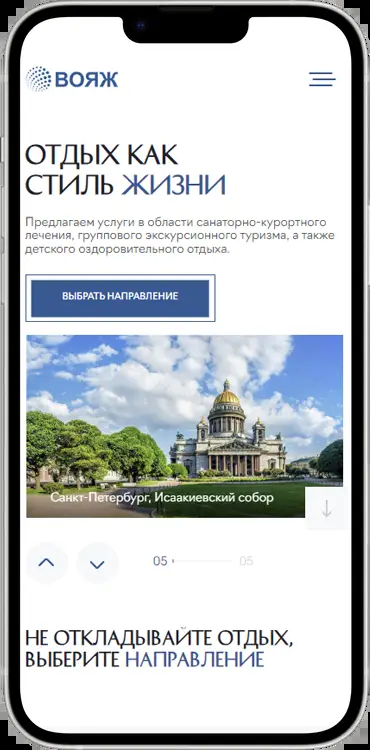 ВОЯЖ
ОТДЫХ КАК
СТИЛЬ ЖИЗНИ
Предлагаем услуги в области санаторно-курортного
лечения, группового экскурсионного туризма, а также
детского оздоровительного отдыха.
ВЫБРАТЬ НАПРАВЛЕНИЕ
Санкт-Петербург, Исаакиевский собор
05 05
НЕ ОТКЛАДЫВАЙТЕ ОТДЫХ,
ВЫБЕРИТЕ НАПРАВЛЕНИЕ